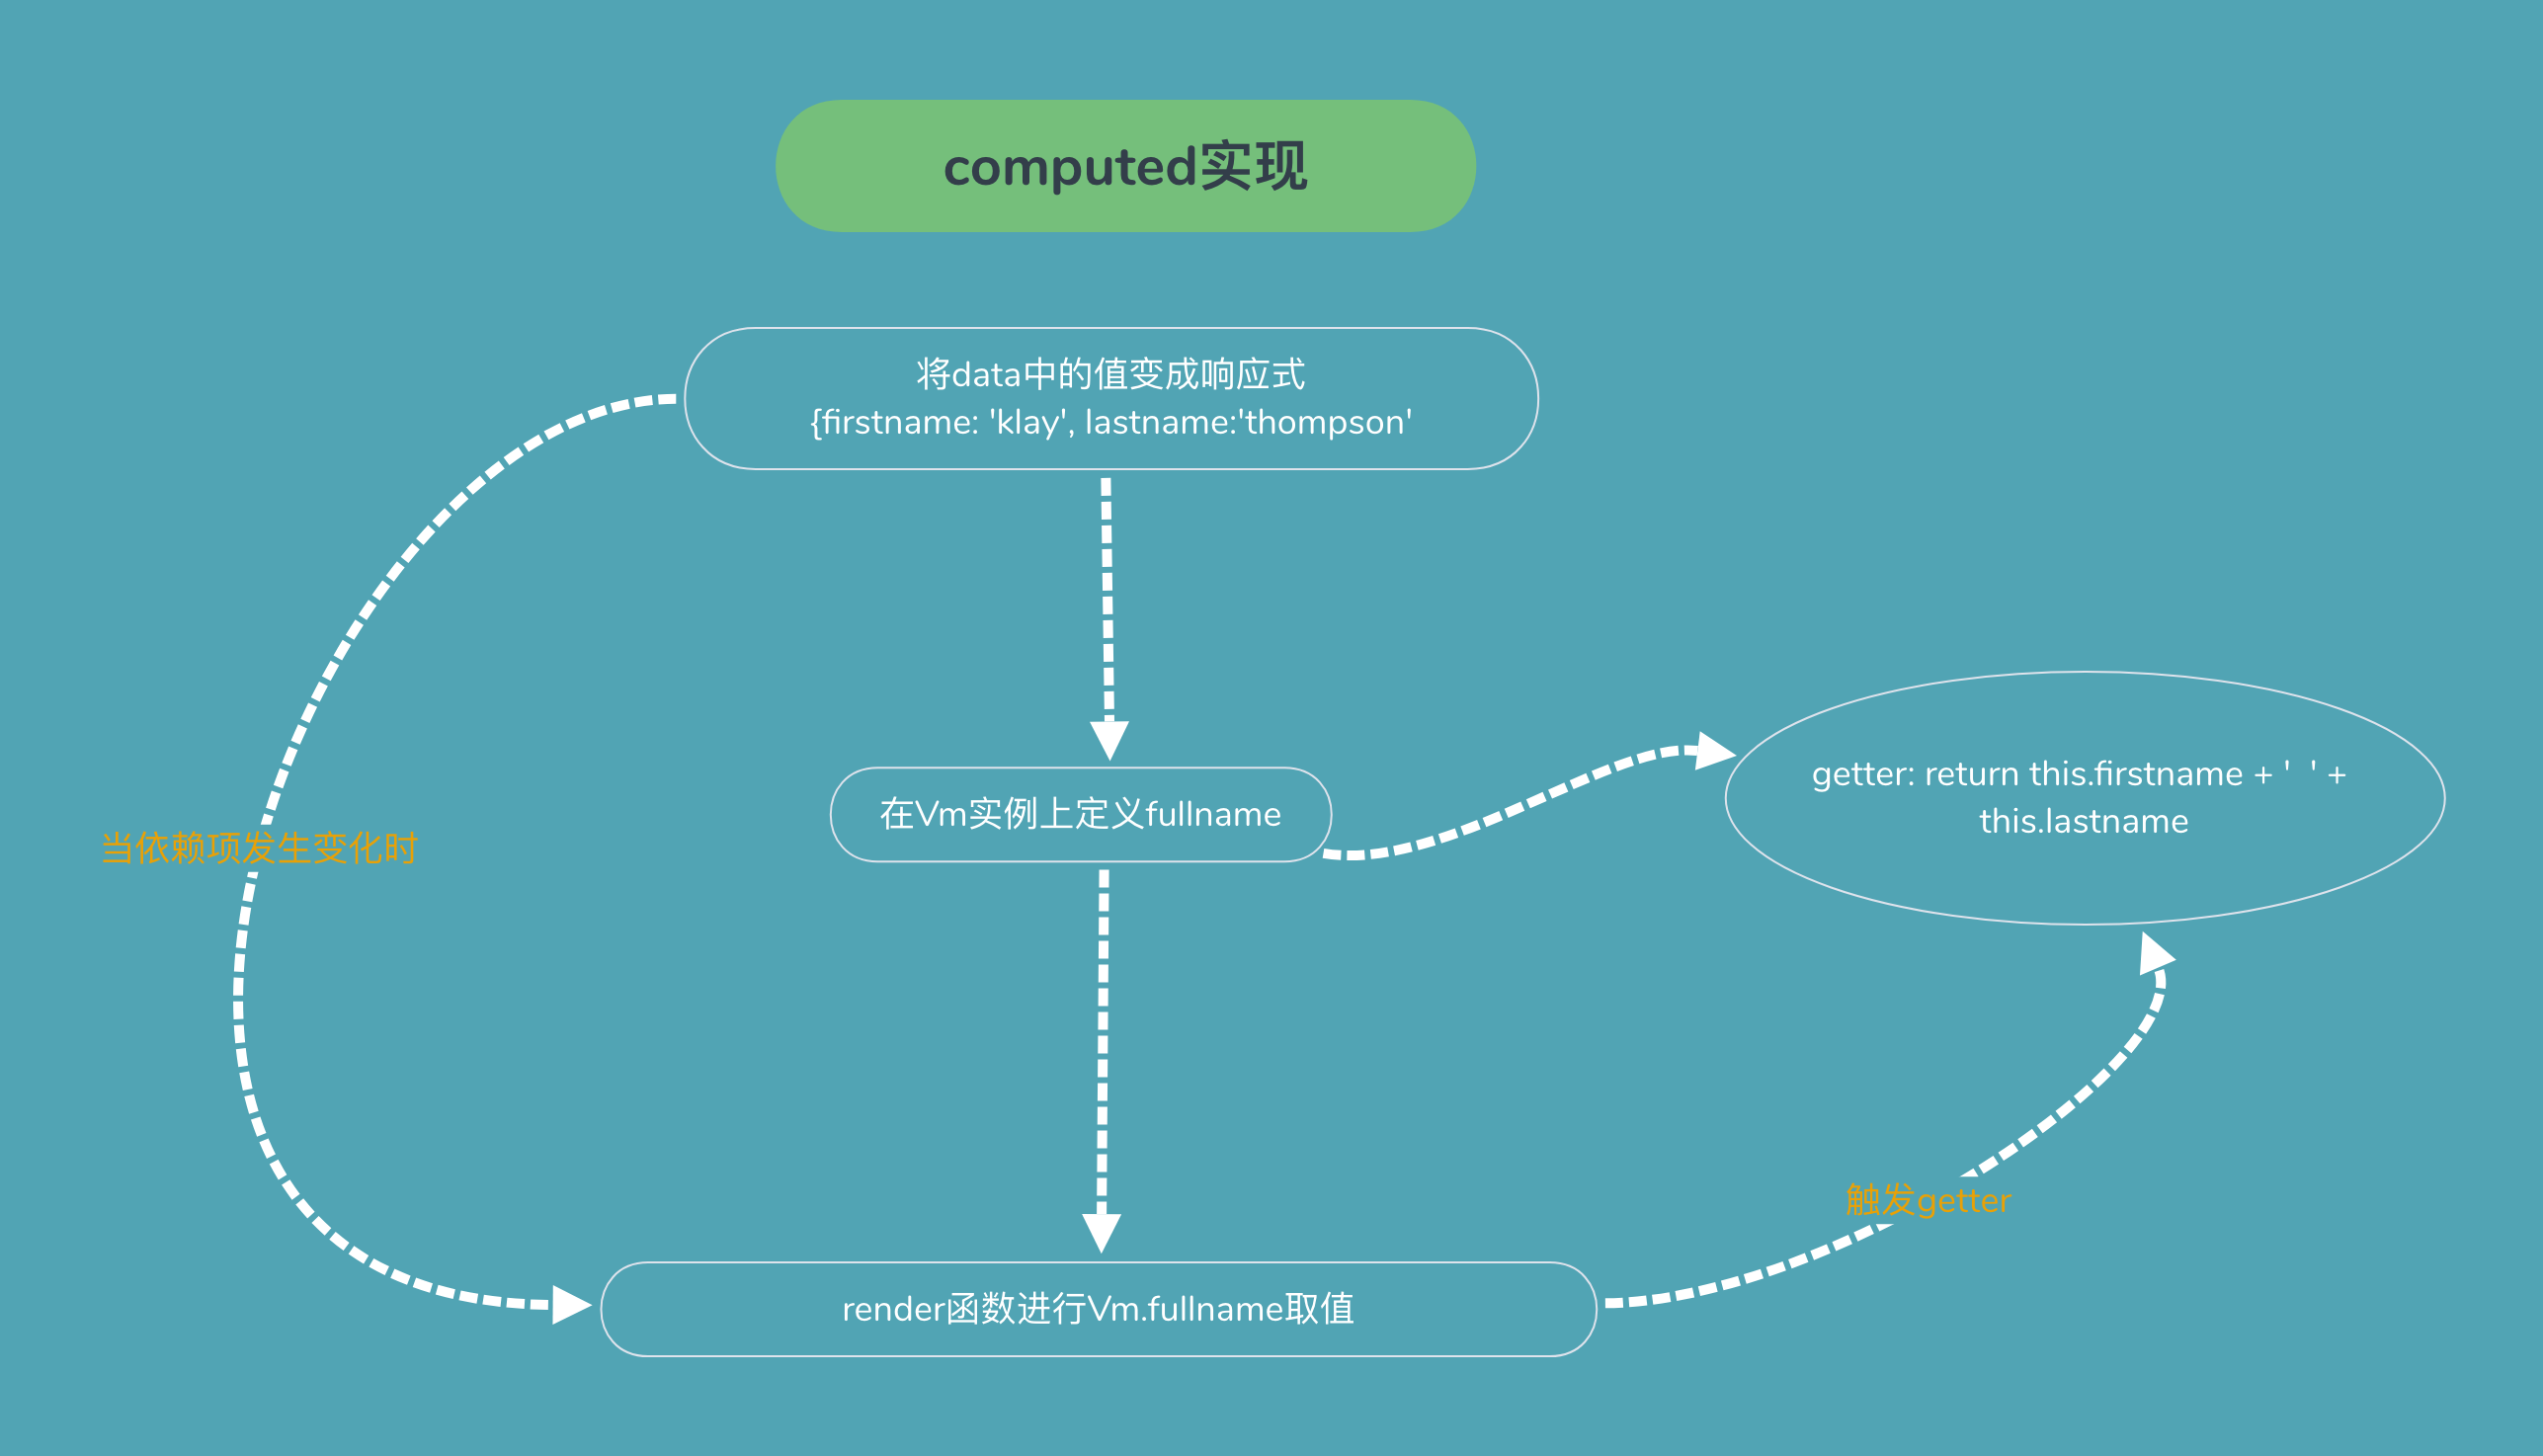 computed实现
将data中的值变成响应式
{firstname: 'klay', lastname:'thompson'
在Vm实例上定义fullname
getter: return this.firstname + '  ' +
this.lastname
当依赖项发生变化时
触发getter
render函数进行Vm.fullname取值